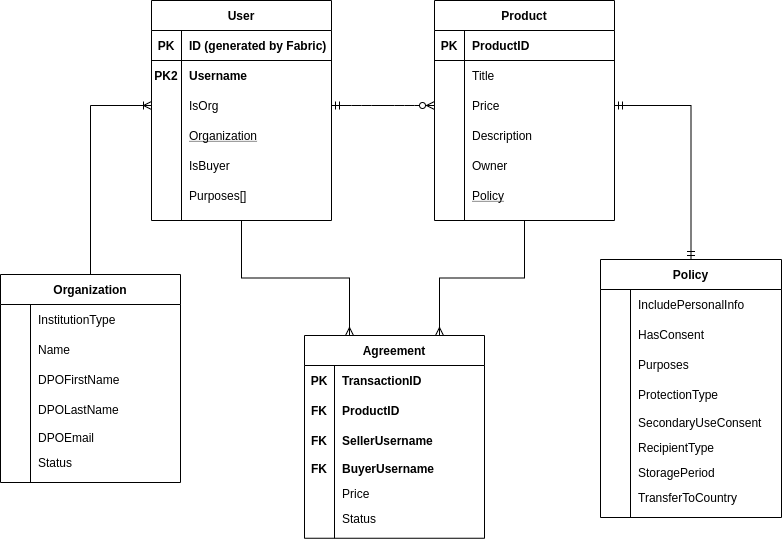 User
PK ID (generated by Fabric)
PK2 Username
IsOrg
Organization
IsBuyer
Purposes[]
Product
PK ProductID
Title
Price
Description
Owner
Policy
Organization
InstitutionType
Name
DPOFirstName
DPOLastName
DPOEmail
Status
Agreement
PK TransactionID
FK ProductID
FK SellerUsername
FK BuyerUsername
Price
Status
Policy
IncludePersonalInfo
HasConsent
Purposes
ProtectionType
SecondaryUseConsent
RecipientType
StoragePeriod
TransferToCountry